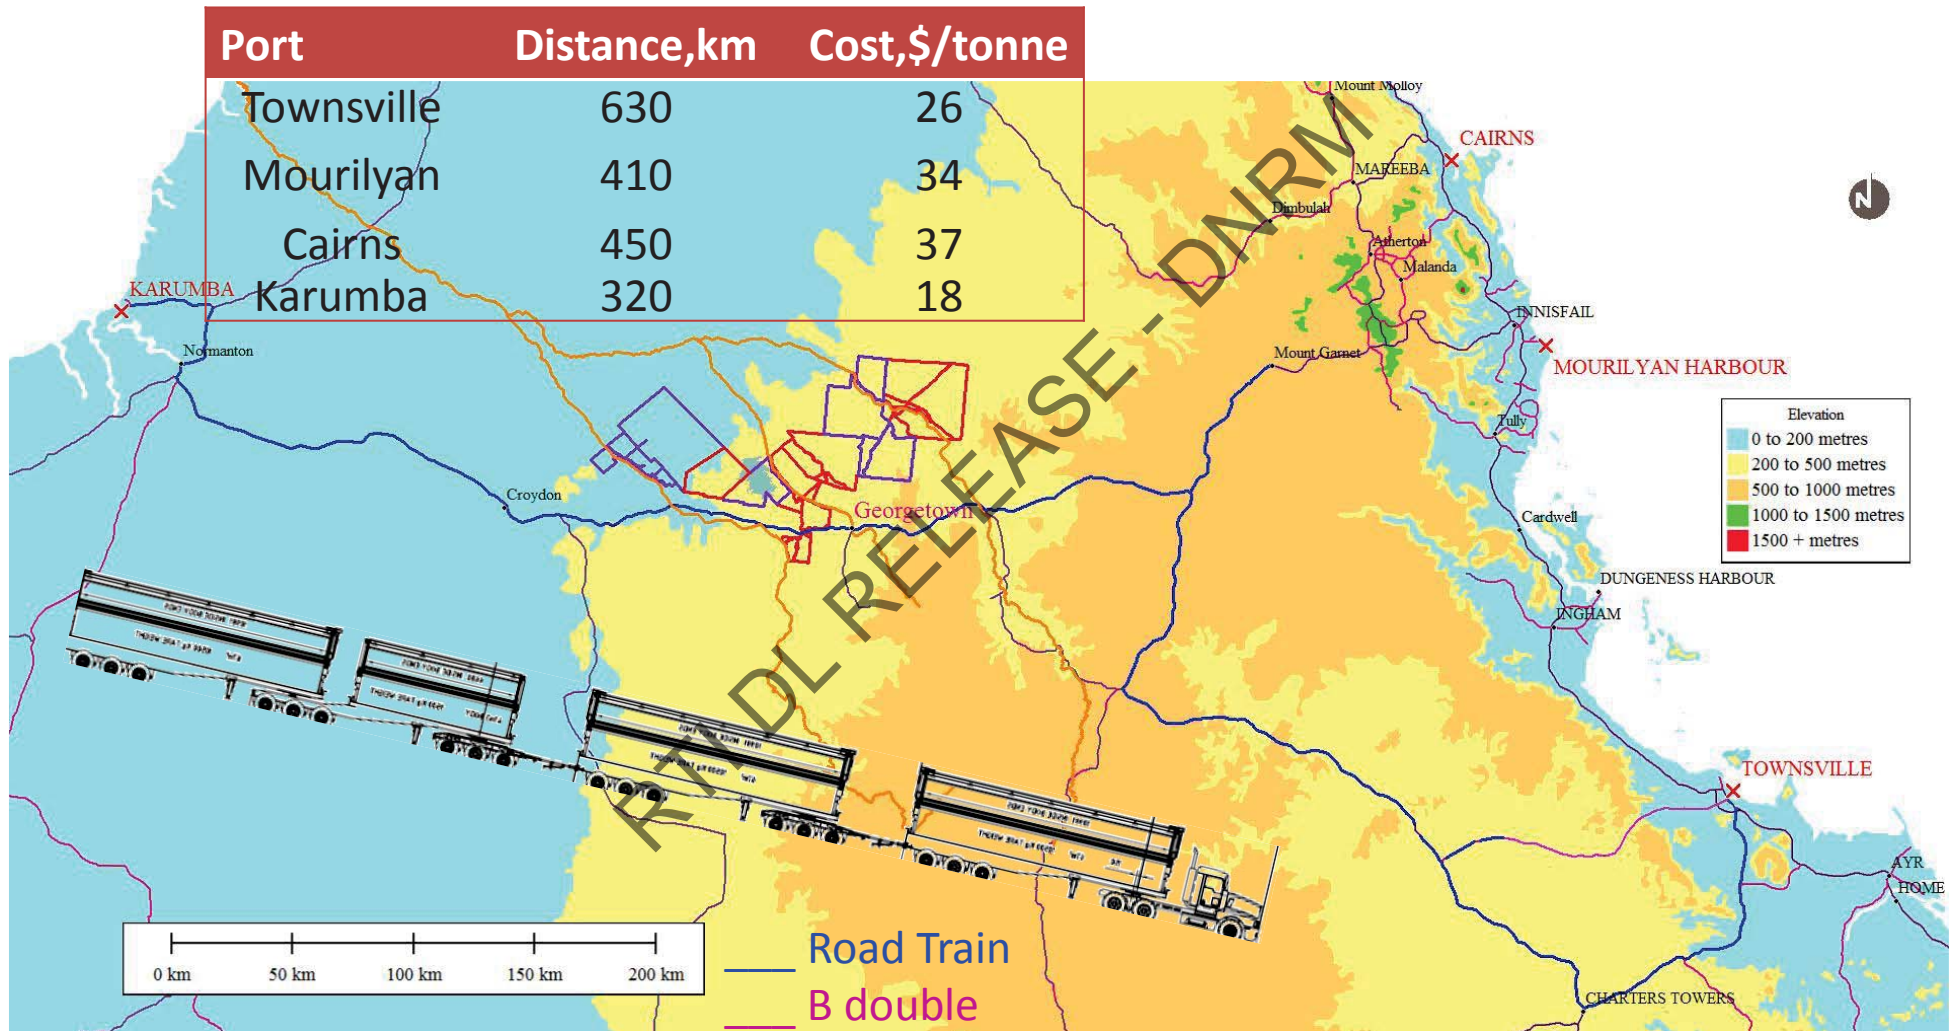 Port Distance,km Cost,$/tonne
Townsville 630 26
Mourilyan 410 34
Cairns 450 37
Karumba 320 18
Mount Molloy
CAIRNS
MAREEBA
N
Dimbulah
Atherton
Malanda
KARUMBA
INNISFAIL
Normanton
Mount Garnet
MOURILYAN HARBOUR
Elevation
0 to 200 metres
200 to 500 metres
500 to 1000 metres
1000 to 1500 metres
1500 + metres
Tully
Croydon
Georgetown
Cardwell
DUNGENESS HARBOUR
INGHAM
RTI DL RELEASE - DNRM
TOWNSVILLE
AYR
HOME
0 km 50 km 100 km 150 km 200 km
Road Train
B double
CHARTERS TOWERS